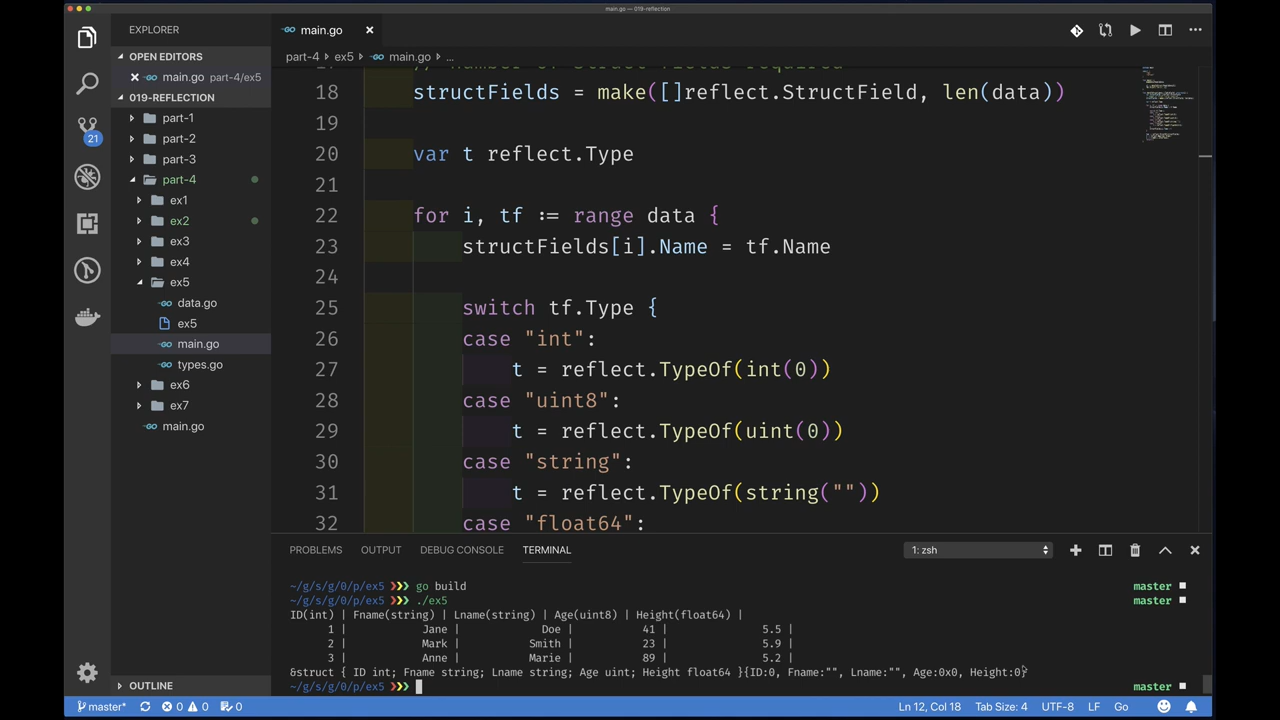 main.go — 019-reflection
EXPLORER
main.go
OPEN EDITORS
main.go part-4/ex5
21
019-REFLECTION
part-1
part-2
part-3
part-4
ex1
ex2
ex3
ex4
ex5
data.go
ex5
main.go
types.go
ex6
ex7
main.go
OUTLINE
part-4 › ex5 › main.go › ...
18 structFields = make([]reflect.StructField, len(data))
19
20 var t reflect.Type
21
22 for i, tf := range data {
23 structFields[i].Name = tf.Name
24
25 switch tf.Type {
26 case "int":
27 t = reflect.TypeOf(int(0))
28 case "uint8":
29 t = reflect.TypeOf(uint(0))
30 case "string":
31 t = reflect.TypeOf(string(""))
32 case "float64":
PROBLEMS OUTPUT DEBUG CONSOLE TERMINAL 1: zsh
~/g/s/g/0/p/ex5 ❯❯❯ go build master
~/g/s/g/0/p/ex5 ❯❯❯ ./ex5 master
ID(int) | Fname(string) | Lname(string) | Age(uint8) | Height(float64) |
1 | Jane | Doe | 41 | 5.5 |
2 | Mark | Smith | 23 | 5.9 |
3 | Anne | Marie | 89 | 5.2 |
&struct { ID int; Fname string; Lname string; Age uint; Height float64 }{ID:0, Fname:"", Lname:"", Age:0x0, Height:0}
~/g/s/g/0/p/ex5 ❯❯❯ master
master* 0 0 0 Ln 12, Col 18 Tab Size: 4 UTF-8 LF Go